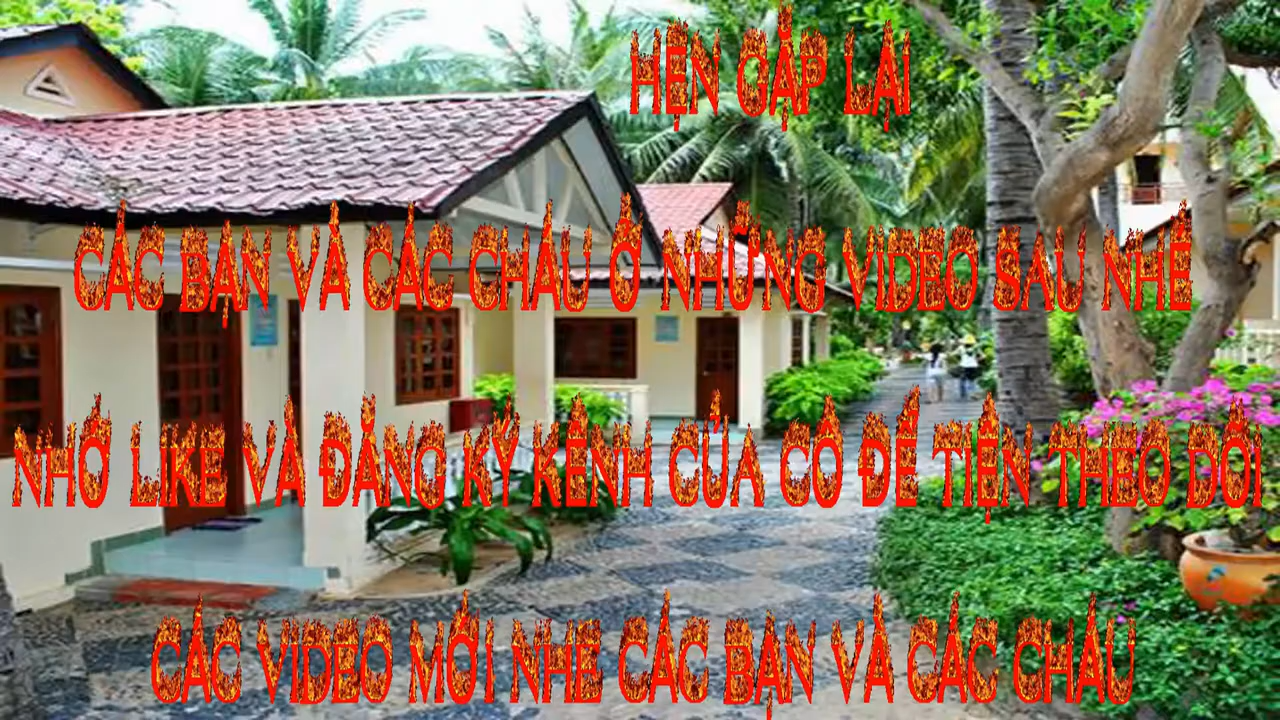 HẸN GẶP LẠI
CÁC BẠN VÀ CÁC CHÁU Ở NHỮNG VIDEO SAU NHÉ
NHỚ LIKE VÀ ĐĂNG KÝ KÊNH CỦA CÔ ĐỂ TIỆN THEO DÕI
CÁC VIDEO MỚI NHÉ CÁC BẠN VÀ CÁC CHÁU